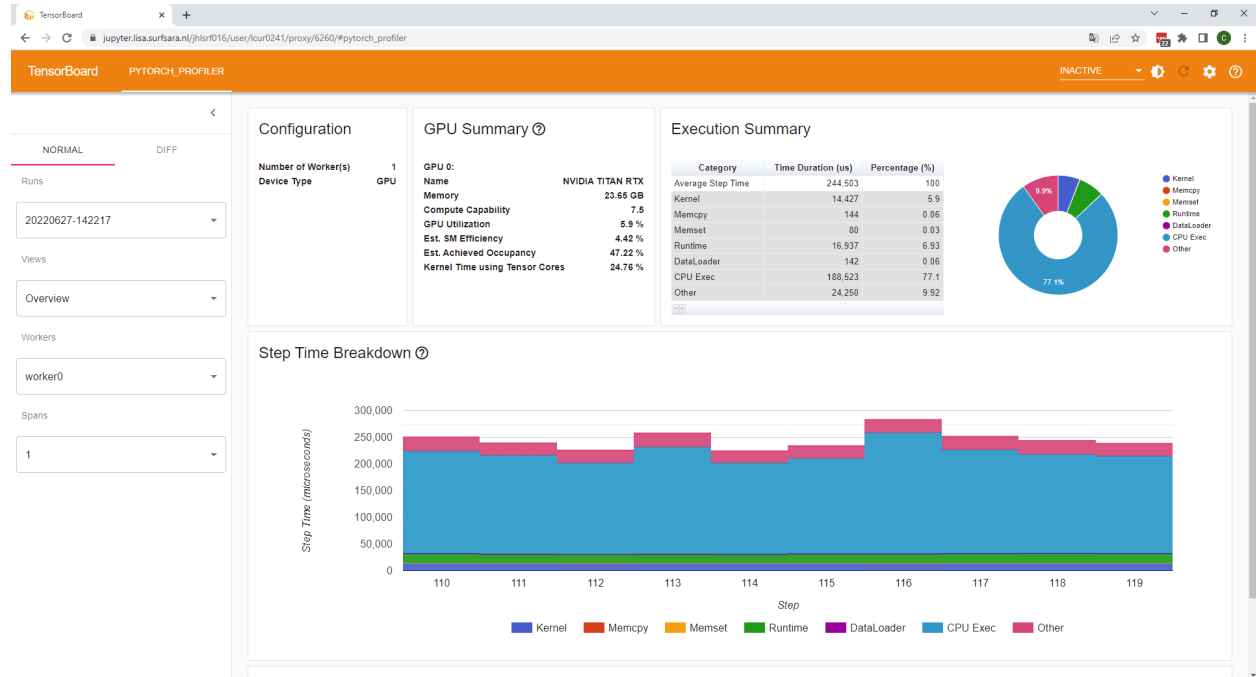 TensorBoard
jupyter.lisa.surfsara.nl/jhlsrf016/user/lcur0241/proxy/6260/#pytorch_profiler
22
C
TensorBoard
PYTORCH_PROFILER
INACTIVE
NORMAL
DIFF
Runs
20220627-142217
Views
Overview
Workers
worker0
Spans
1
Configuration
Number of Worker(s) 1
Device Type GPU
GPU Summary
GPU 0:
Name NVIDIA TITAN RTX
Memory 23.65 GB
Compute Capability 7.5
GPU Utilization 5.9 %
Est. SM Efficiency 4.42 %
Est. Achieved Occupancy 47.22 %
Kernel Time using Tensor Cores 24.76 %
Execution Summary
Category Time Duration (us) Percentage (%)
Average Step Time 244,503 100
Kernel 14,427 5.9
Memcpy 144 0.06
Memset 80 0.03
Runtime 16,937 6.93
DataLoader 142 0.06
CPU Exec 188,523 77.1
Other 24,250 9.92
9.9%
77.1%
Kernel
Memcpy
Memset
Runtime
DataLoader
CPU Exec
Other
Step Time Breakdown
Step Time (microseconds)
300,000
250,000
200,000
150,000
100,000
50,000
0
110 111 112 113 114 115 116 117 118 119
Step
Kernel Memcpy Memset Runtime DataLoader CPU Exec Other